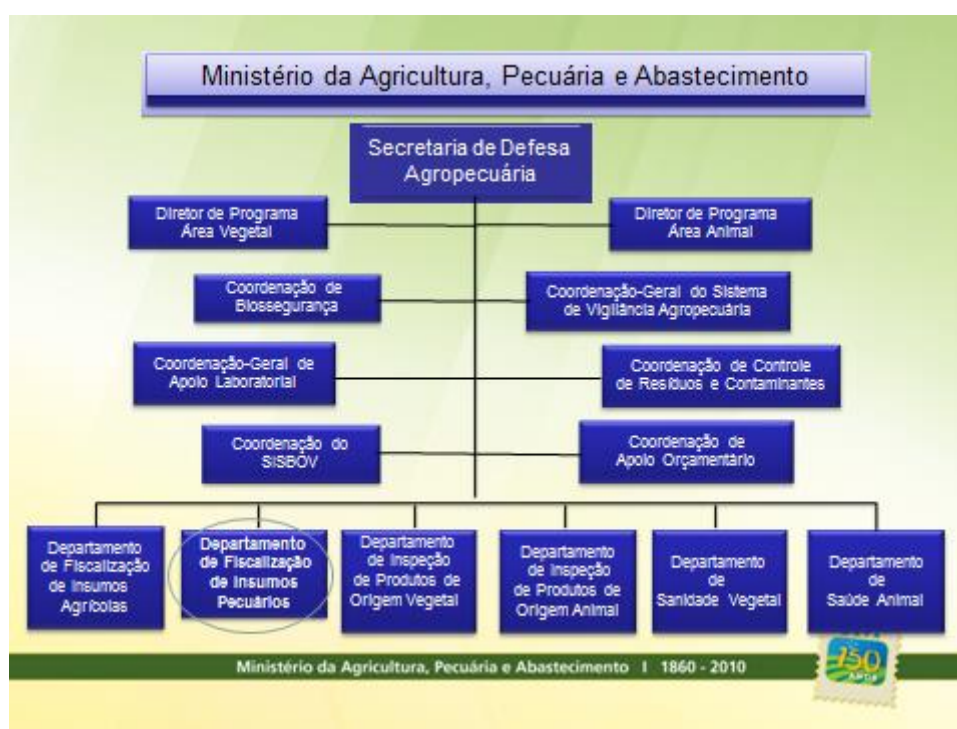 Ministério da Agricultura, Pecuária e Abastecimento
Secretaria de Defesa
Agropecuária
Diretor de Programa
Área Vegetal
Diretor de Programa
Área Animal
Coordenação de
Biossegurança
Coordenação-Geral do Sistema
de Vigilância Agropecuária
Coordenação-Geral de
Apoio Laboratorial
Coordenação de Controle
de Resíduos e Contaminantes
Coordenação do
SISBOV
Coordenação de
Apoio Orçamentário
Departamento
de Fiscalização
de Insumos
Agrícolas
Departamento
de Fiscalização
de Insumos
Pecuários
Departamento
de Inspeção
de Produtos de
Origem Vegetal
Departamento
de Inspeção
de Produtos de
Origem Animal
Departamento
de
Sanidade Vegetal
Departamento
de
Saúde Animal
Ministério da Agricultura, Pecuária e Abastecimento I 1860 - 2010
150
ANOS